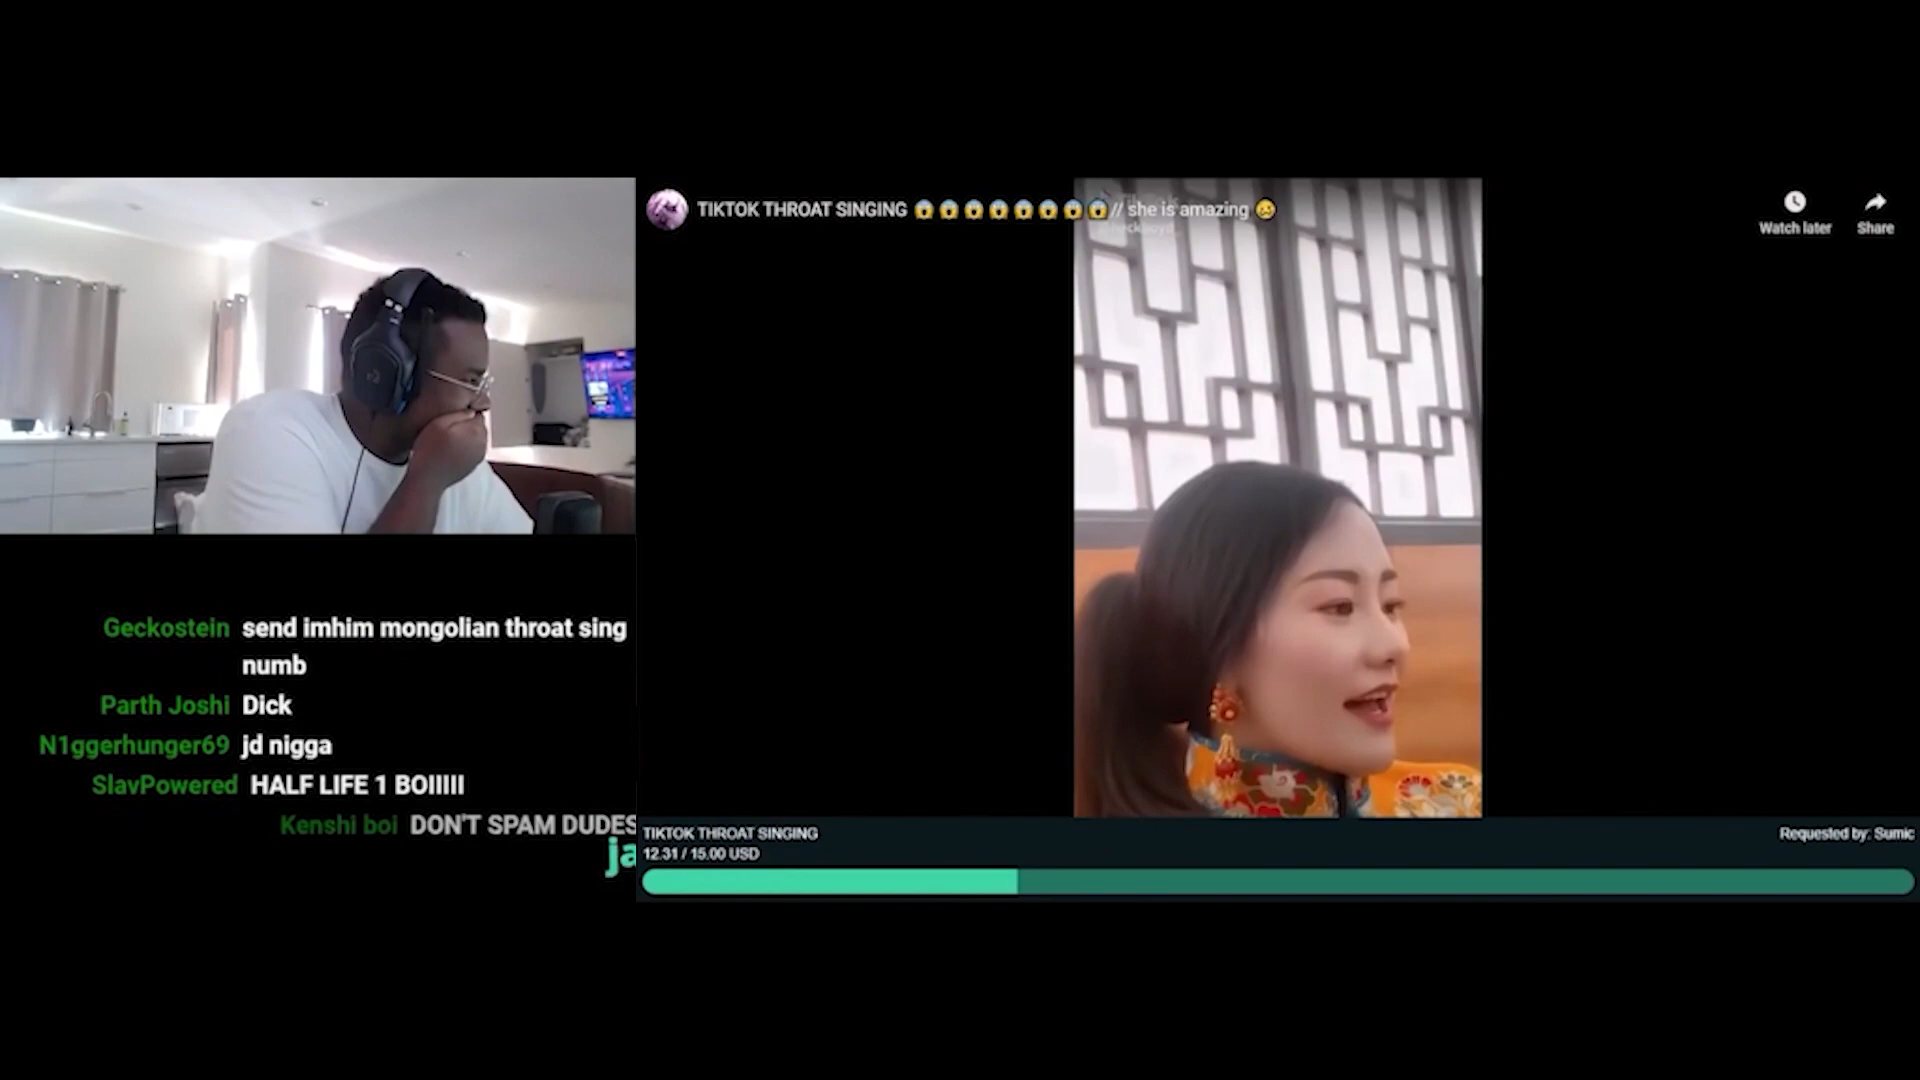 TIKTOK THROAT SINGING 😱😱😱😱😱😱😱😱// she is amazing 🥲
Watch later
Share
Geckostein send imhim mongolian throat sing
numb
Parth Joshi Dick
N1ggerhunger69 jd nigga
SlavPowered HALF LIFE 1 BOIIIII
Kenshi boi DON'T SPAM DUDES
ja
TIKTOK THROAT SINGING
Requested by: Sumic
12.31 / 15.00 USD